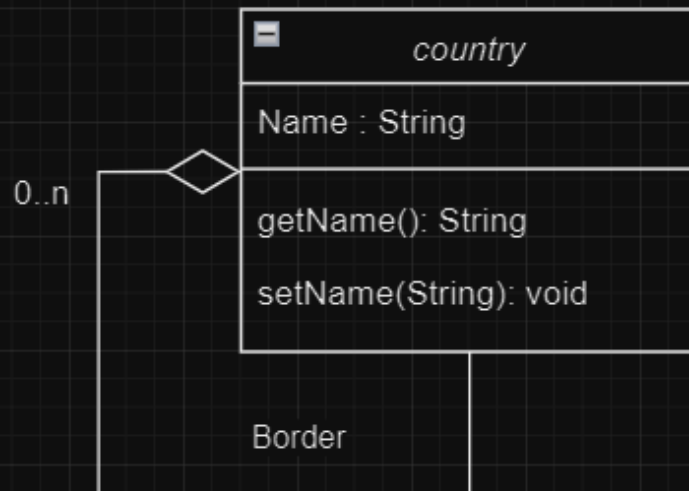 country
Name : String
0..n
getName(): String
setName(String): void
Border